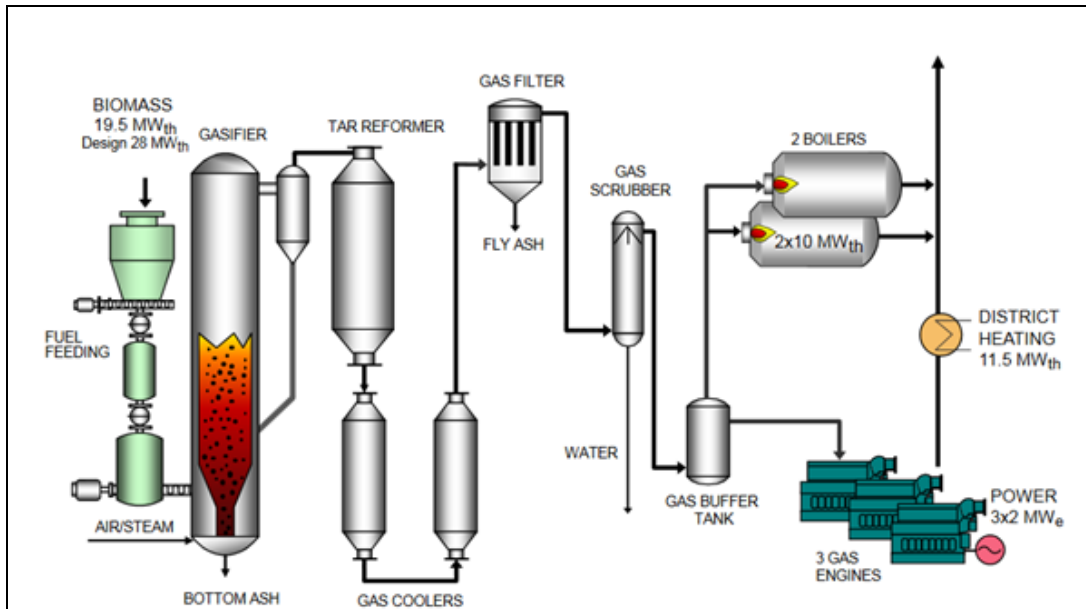 BIOMASS
19.5 MWth
Design 28 MWth
GASIFIER
TAR REFORMER
GAS FILTER
GAS
SCRUBBER
2 BOILERS
2x10 MWth
FLY ASH
FUEL
FEEDING
DISTRICT
HEATING
11.5 MWth
WATER
GAS BUFFER
TANK
POWER
3x2 MWe
3 GAS
ENGINES
AIR/STEAM
BOTTOM ASH
GAS COOLERS